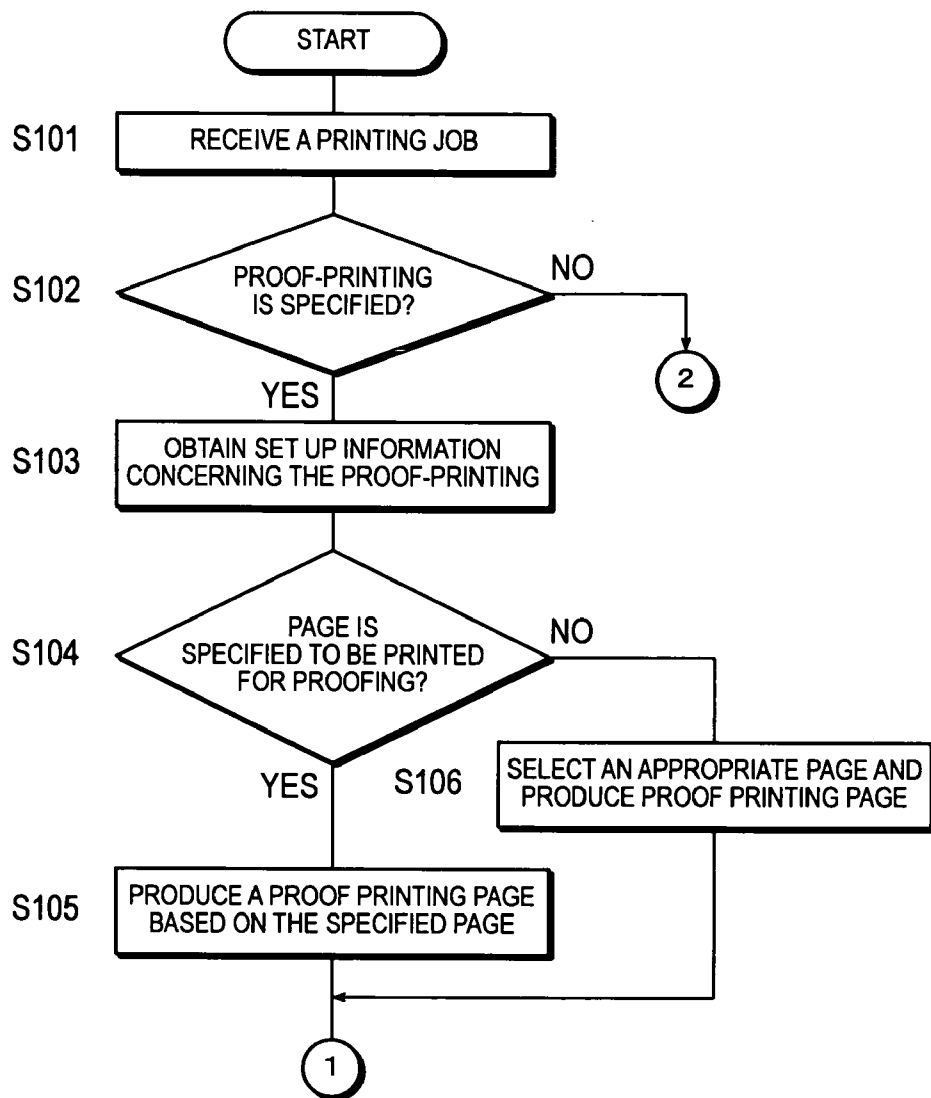 START
S101
RECEIVE A PRINTING JOB
S102
PROOF-PRINTING
IS SPECIFIED?
NO
2
YES
S103
OBTAIN SET UP INFORMATION
CONCERNING THE PROOF-PRINTING
S104
PAGE IS
SPECIFIED TO BE PRINTED
FOR PROOFING?
NO
YES
S106
SELECT AN APPROPRIATE PAGE AND
PRODUCE PROOF PRINTING PAGE
S105
PRODUCE A PROOF PRINTING PAGE
BASED ON THE SPECIFIED PAGE
1